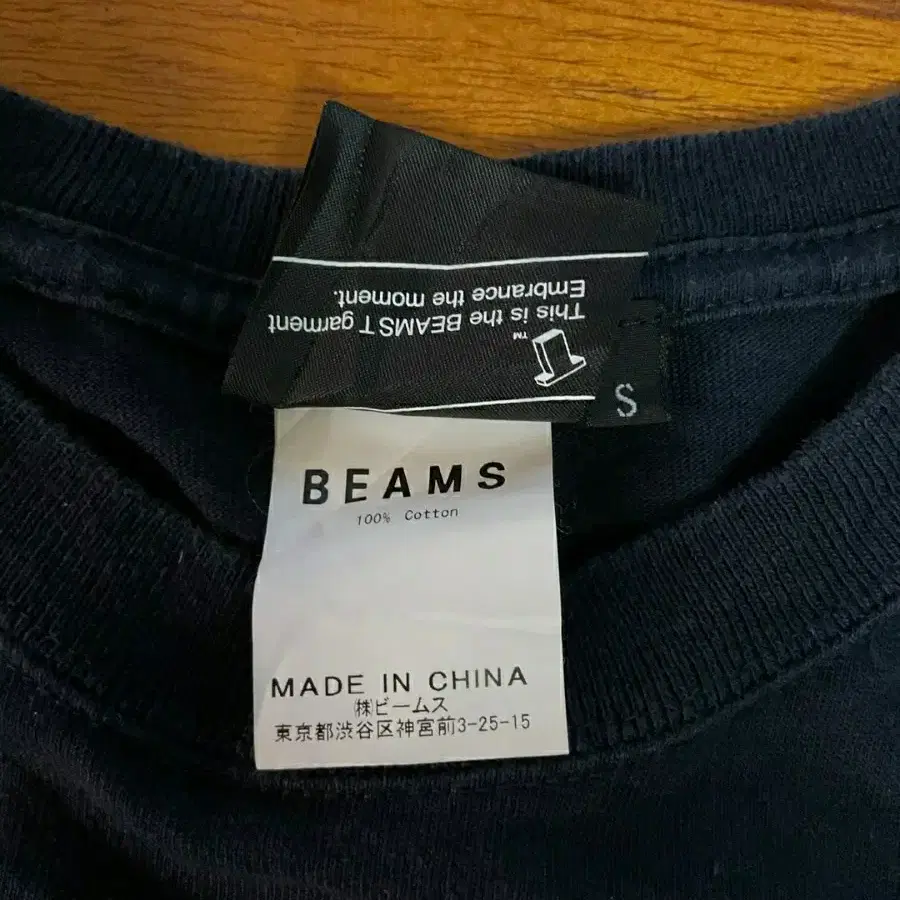 This is the BEAMS T garment
Embrance the moment.
TM
S
BEAMS
100% Cotton
MADE IN CHINA
㈱ビームス
東京都渋谷区神宮前3-25-15